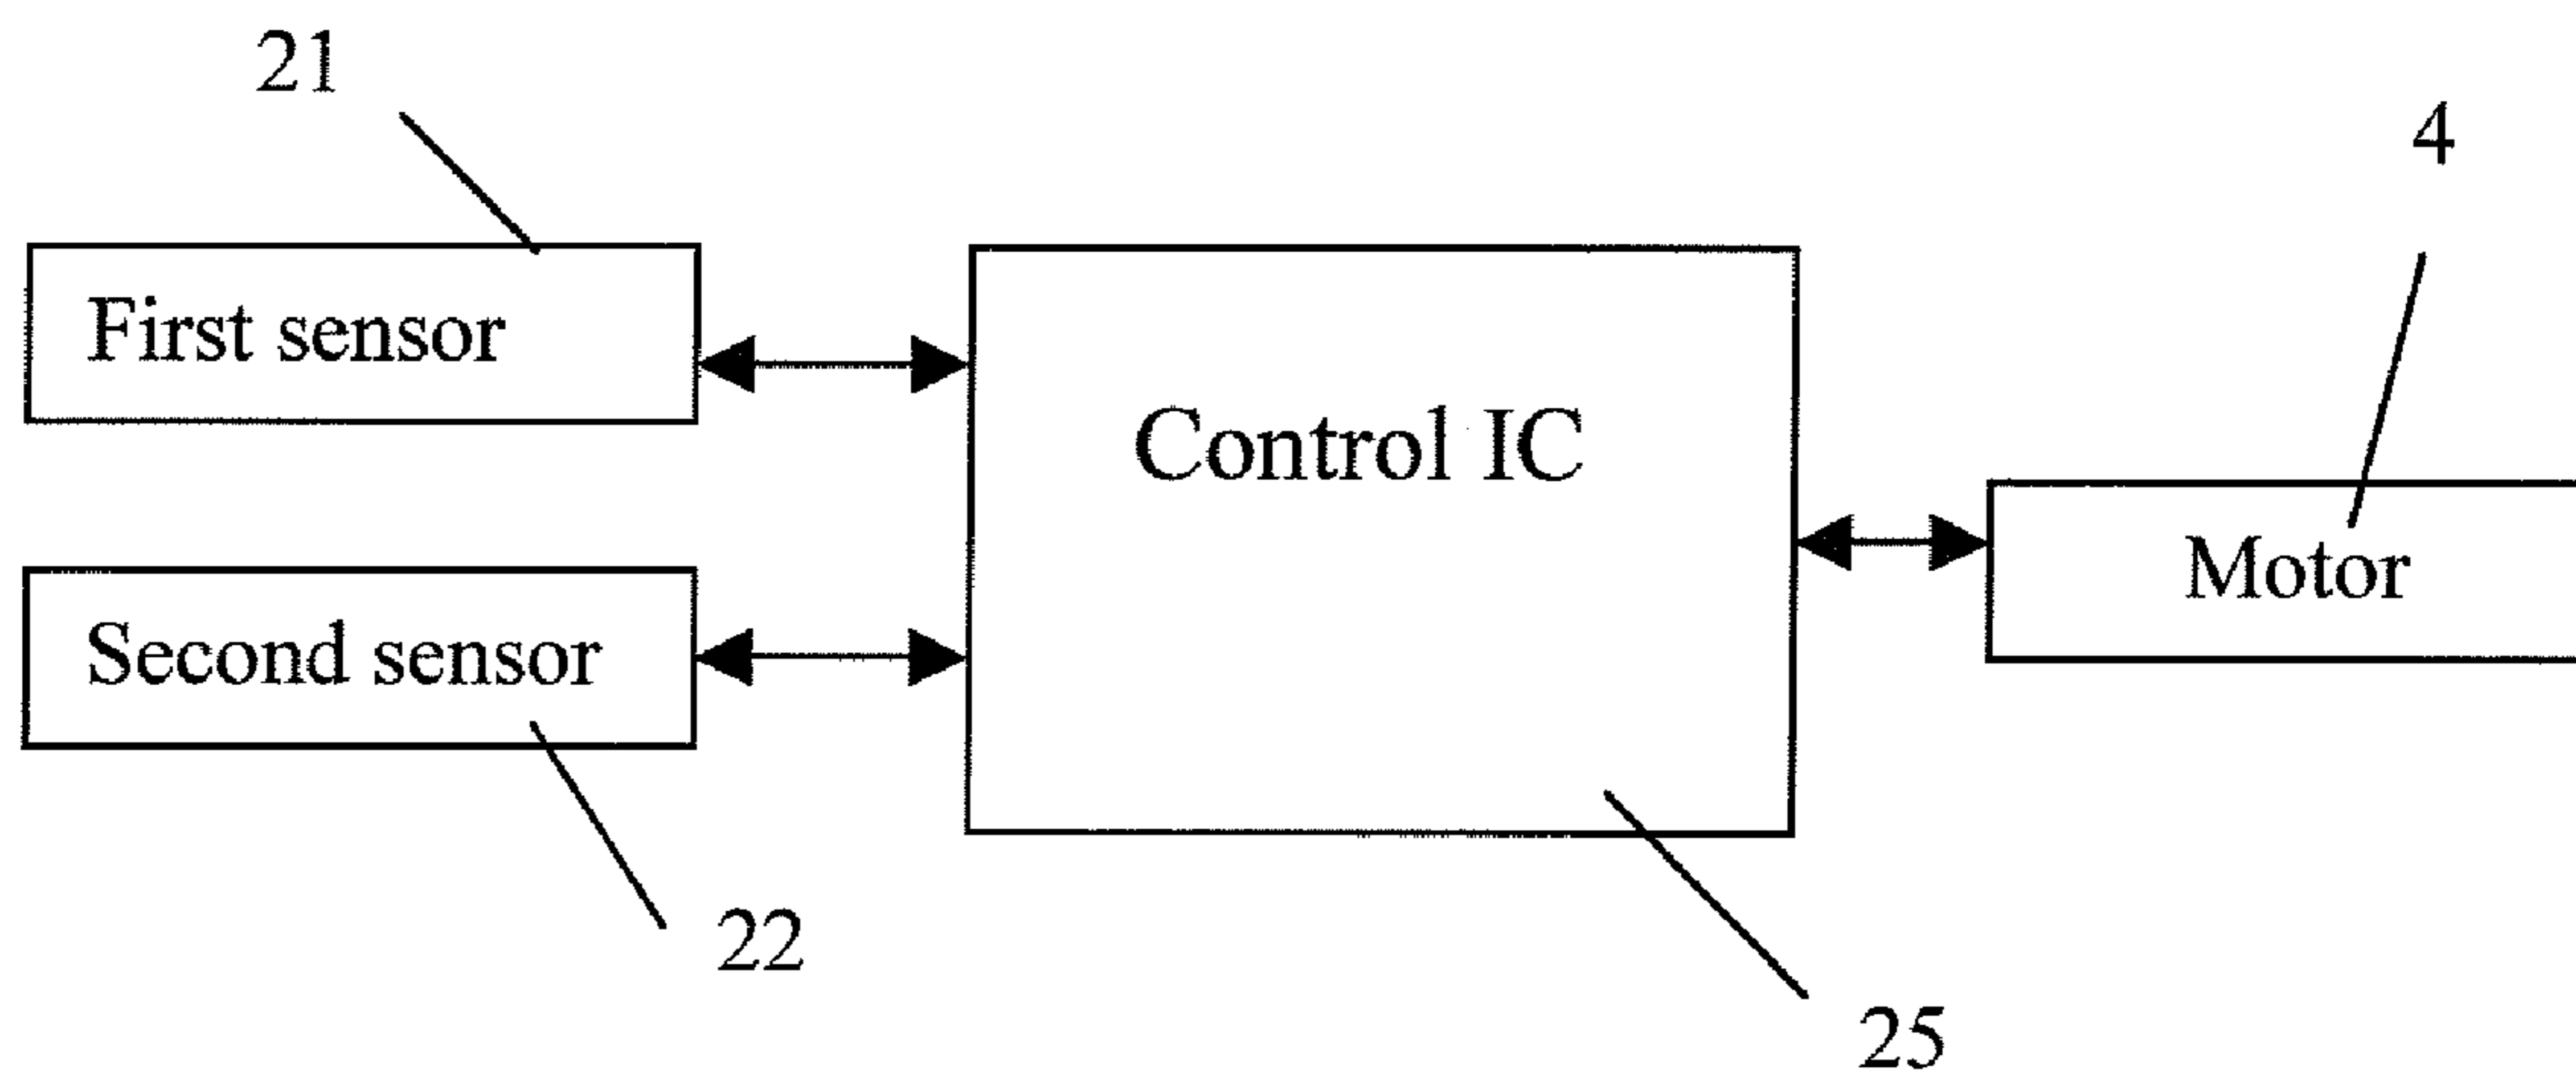 21
4
First sensor
Control IC
Motor
Second sensor
22
25